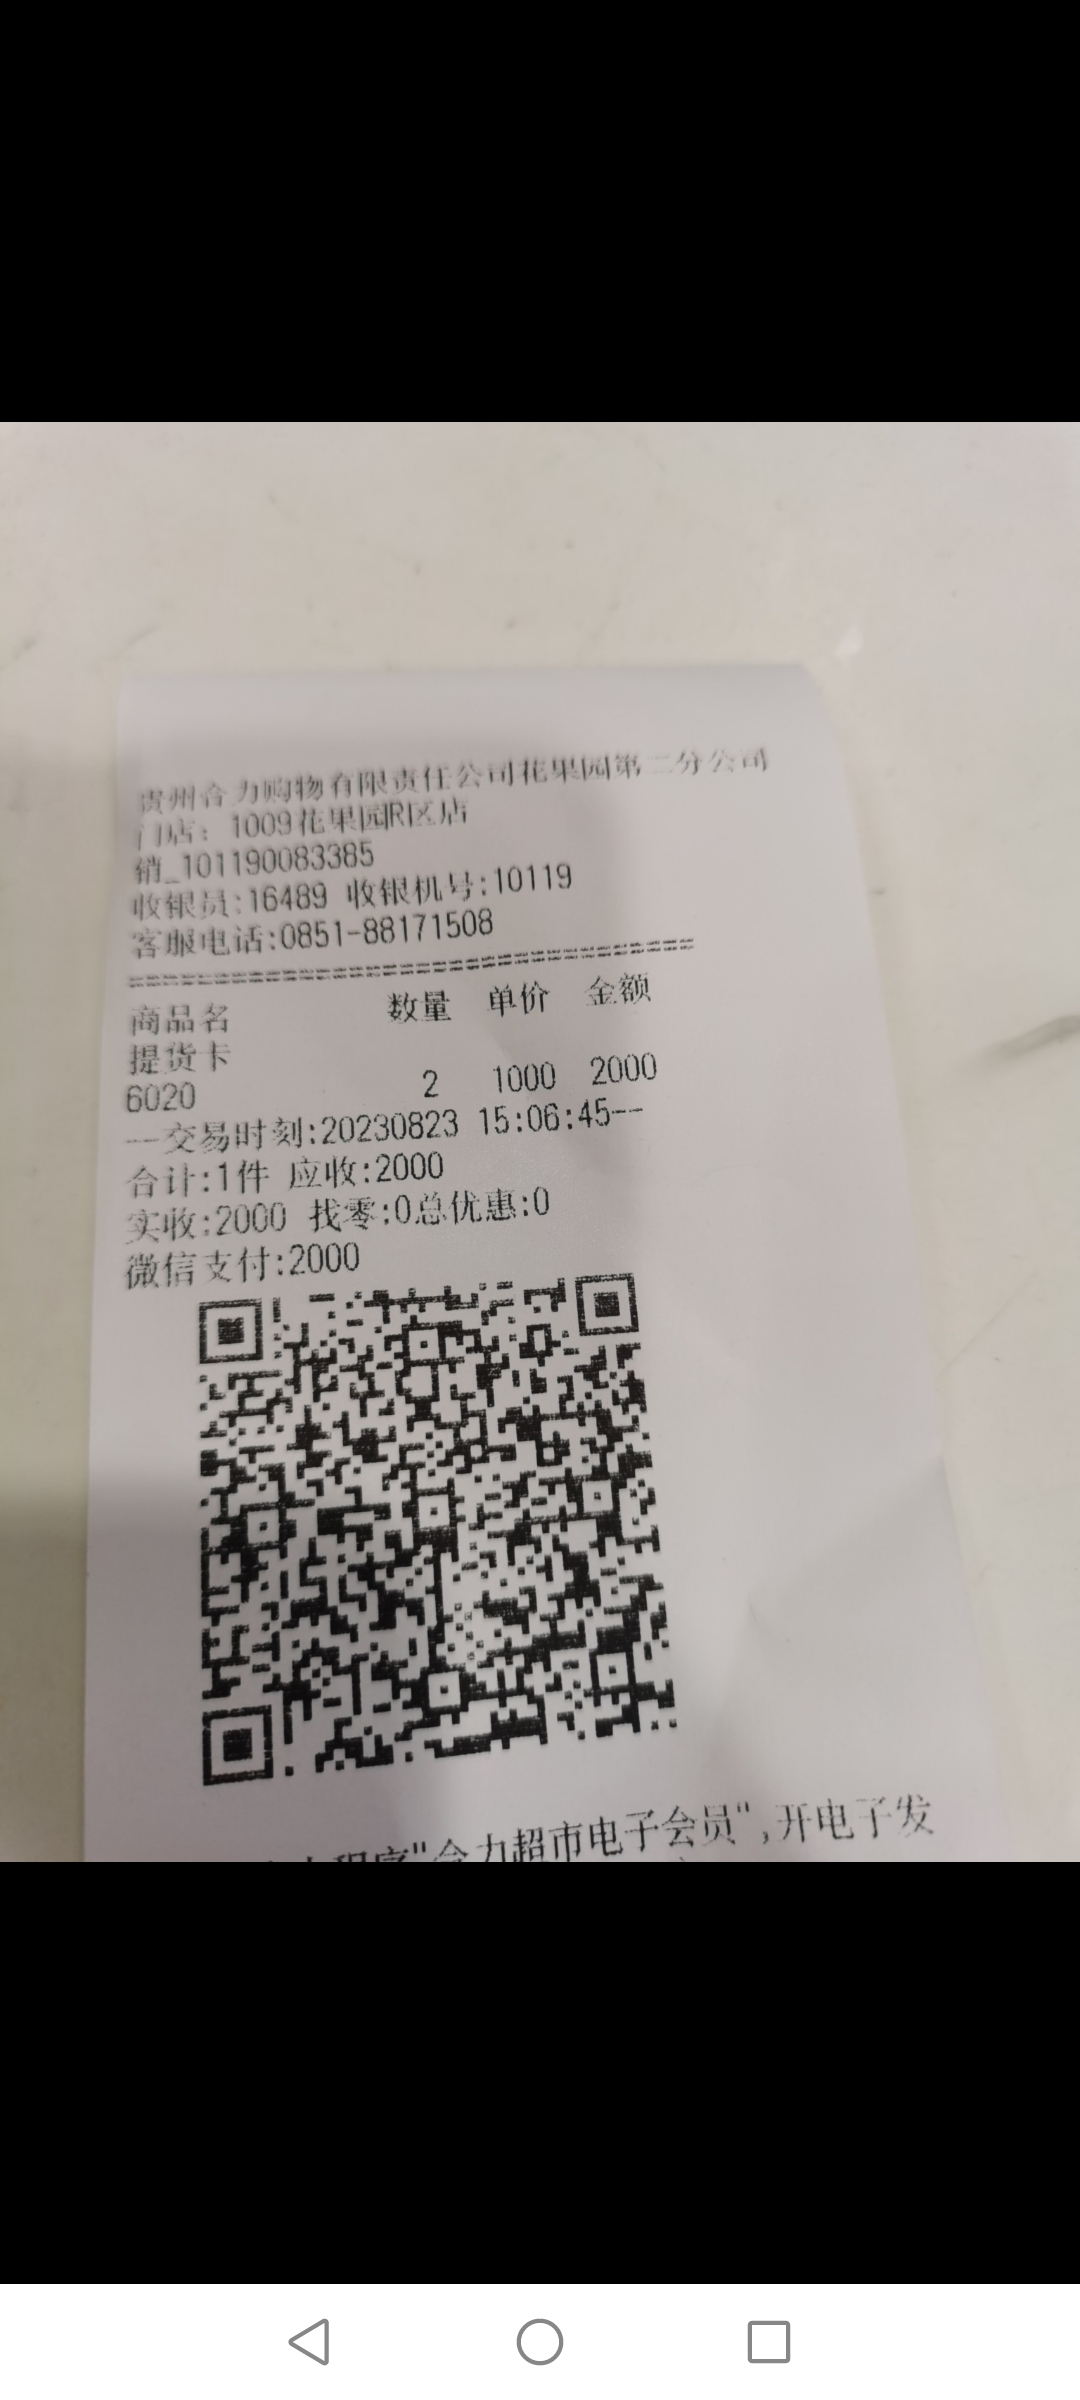 贵州合力购物有限责任公司花果园第二分公司
门店：1009花果园R区店
销_101190083385
收银员:16489 收银机号:10119
客服电话:0851-88171508
商品名 数量 单价 金额
提货卡
6020 2 1000 2000
--交易时刻:20230823 15:06:45--
合计:1件 应收:2000
实收:2000 找零:0总优惠:0
微信支付:2000
程序"合力超市电子会员",开电子发